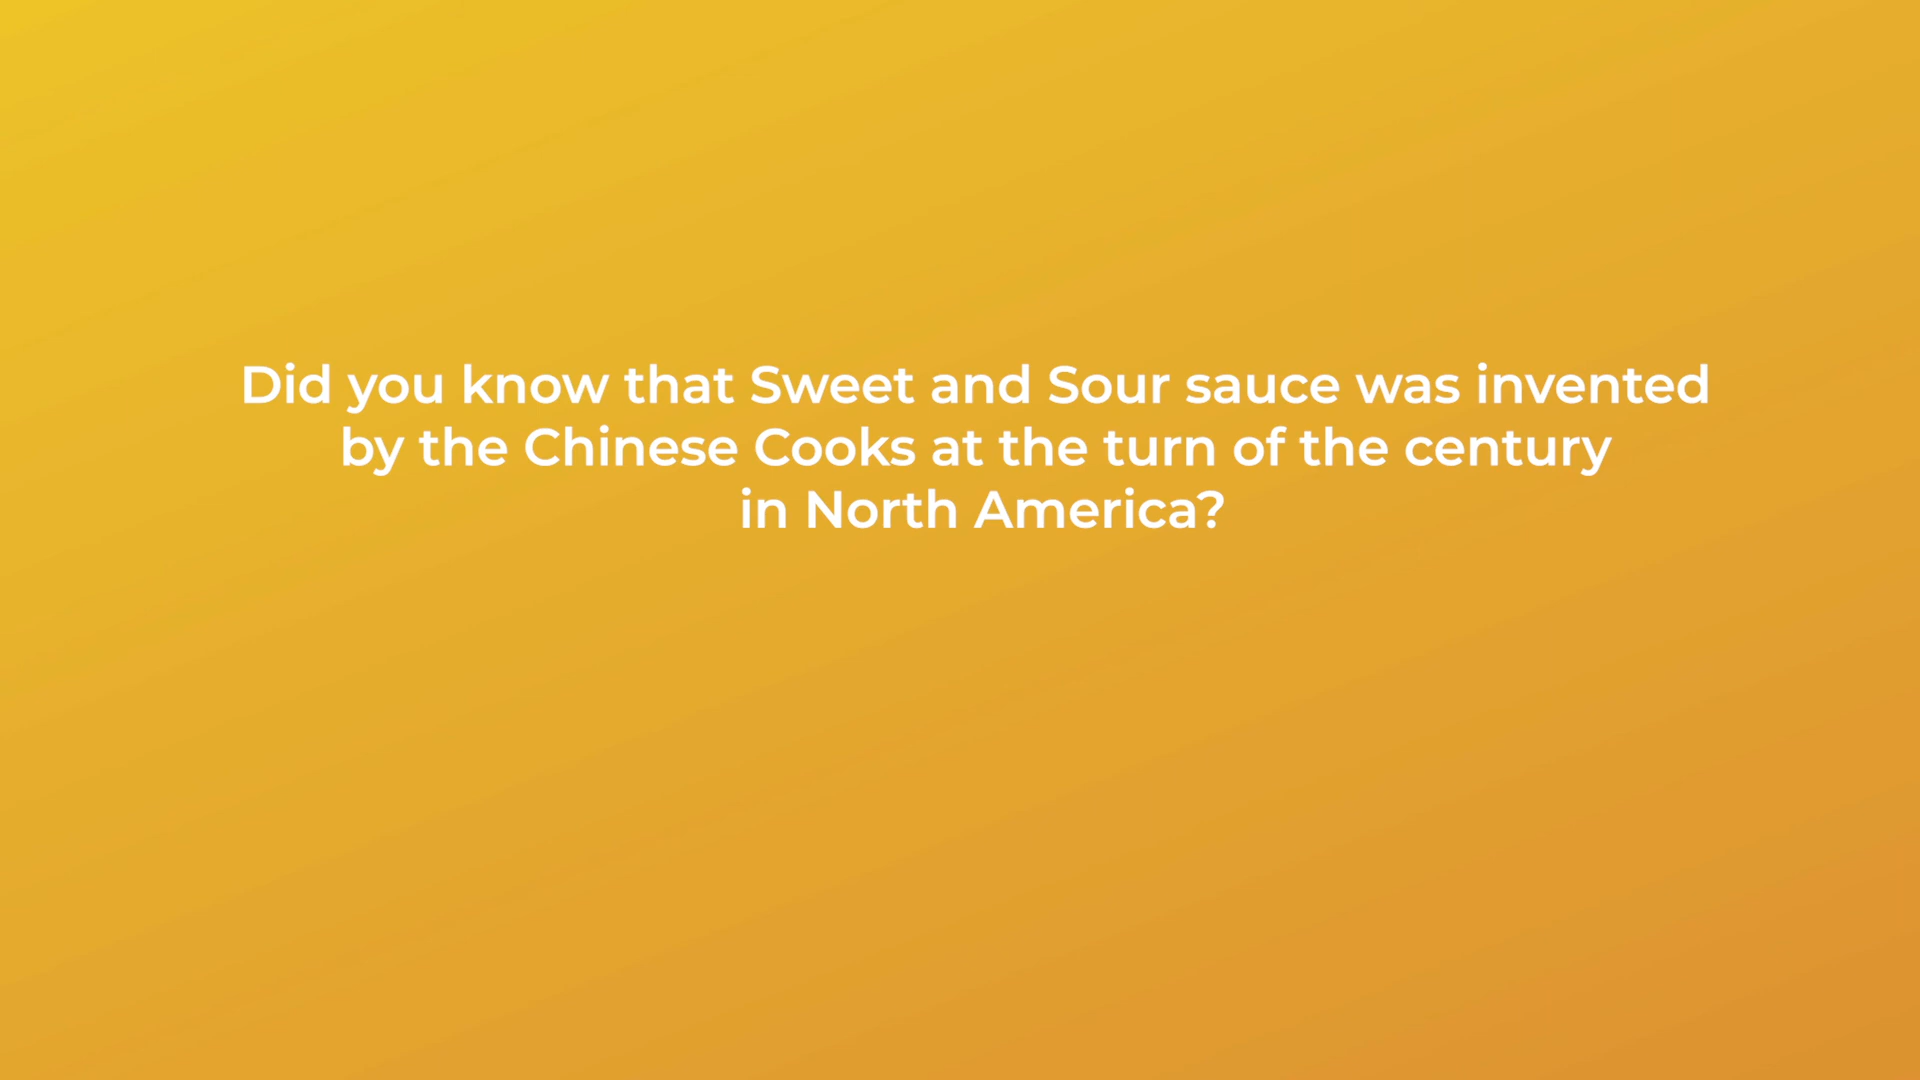 Did you know that Sweet and Sour sauce was invented
by the Chinese Cooks at the turn of the century
in North America?